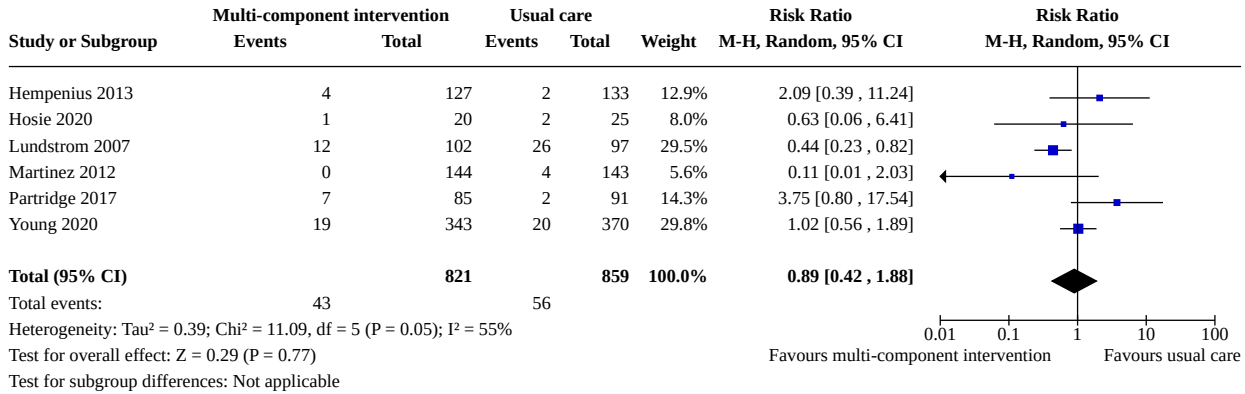 Multi-component intervention Usual care Risk Ratio Risk Ratio
Study or Subgroup Events Total Events Total Weight M-H, Random, 95% CI M-H, Random, 95% CI
Hempenius 2013 4 127 2 133 12.9% 2.09 [0.39 , 11.24]
Hosie 2020 1 20 2 25 8.0% 0.63 [0.06 , 6.41]
Lundstrom 2007 12 102 26 97 29.5% 0.44 [0.23 , 0.82]
Martinez 2012 0 144 4 143 5.6% 0.11 [0.01 , 2.03]
Partridge 2017 7 85 2 91 14.3% 3.75 [0.80 , 17.54]
Young 2020 19 343 20 370 29.8% 1.02 [0.56 , 1.89]
Total (95% CI) 821 859 100.0% 0.89 [0.42 , 1.88]
Total events: 43 56
Heterogeneity: Tau² = 0.39; Chi² = 11.09, df = 5 (P = 0.05); I² = 55%
0.01 0.1 1 10 100
Test for overall effect: Z = 0.29 (P = 0.77) Favours multi-component intervention Favours usual care
Test for subgroup differences: Not applicable